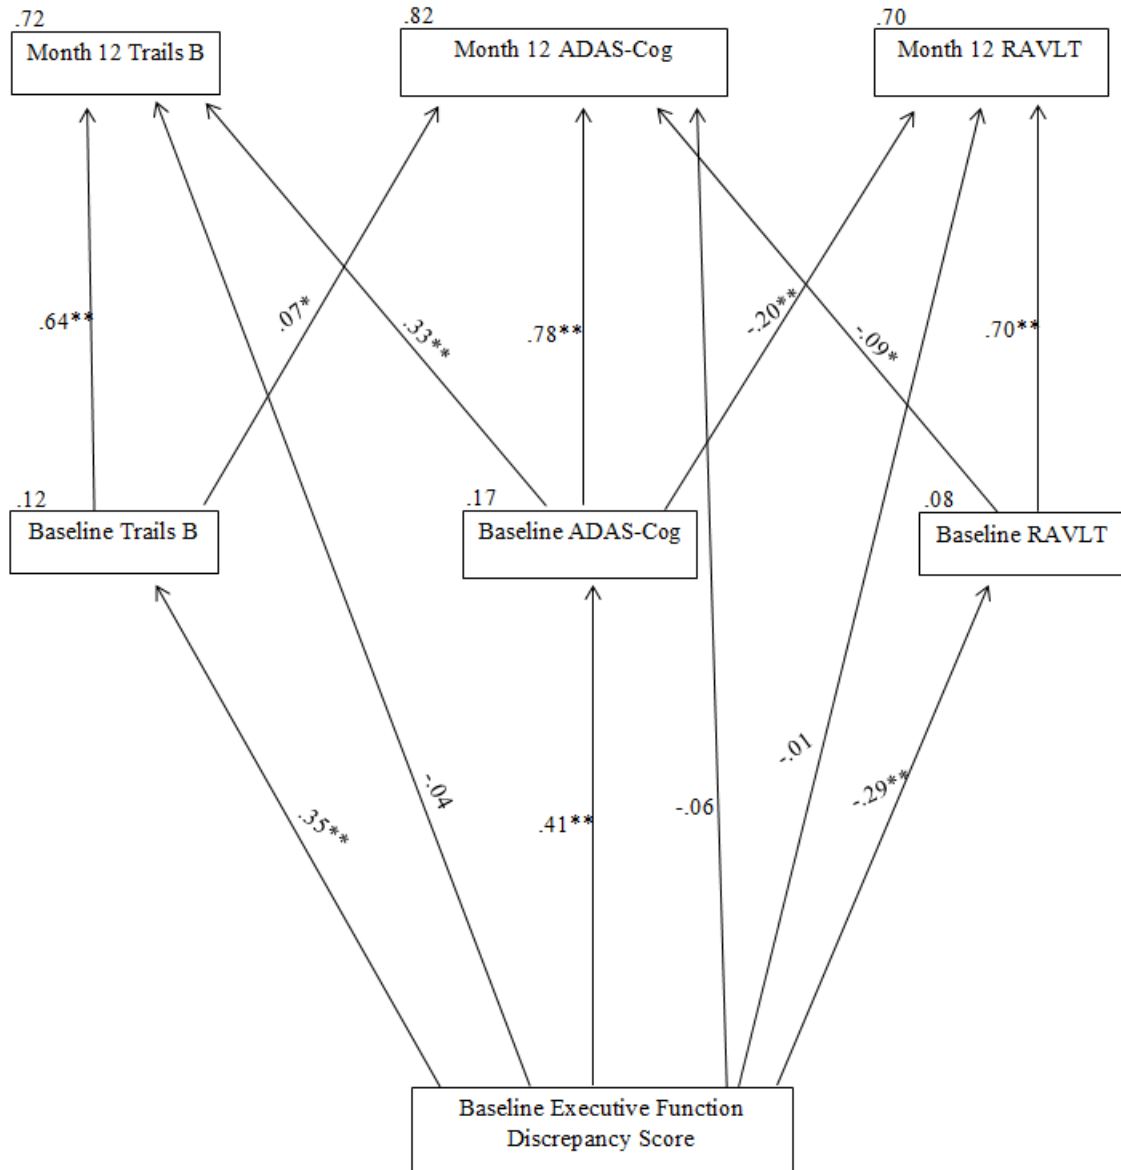 .72
.82
.70
Month 12 Trails B
Month 12 ADAS-Cog
Month 12 RAVLT
.64**
.07*
.33**
.78**
-.20**
-.09*
.70**
.12
.17
.08
Baseline Trails B
Baseline ADAS-Cog
Baseline RAVLT
.35**
-.04
.41**
-.06
-.01
-.29**
Baseline Executive Function
Discrepancy Score